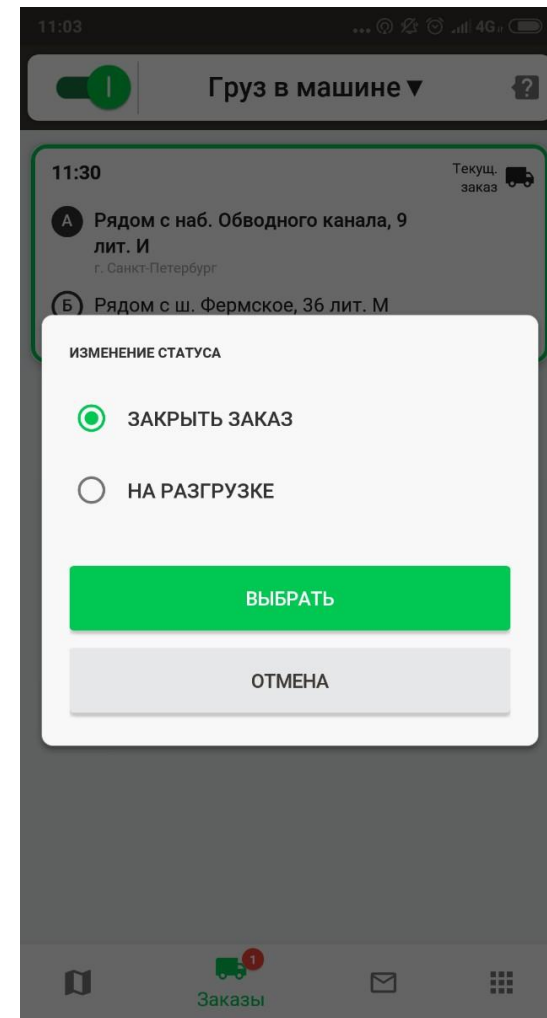 11:03
4G
Груз в машине ▾
?
11:30
Текущ.
заказ
А Рядом с наб. Обводного канала, 9
лит. И
г. Санкт-Петербург
Б Рядом с ш. Фермское, 36 лит. М
ИЗМЕНЕНИЕ СТАТУСА
ЗАКРЫТЬ ЗАКАЗ
НА РАЗГРУЗКЕ
ВЫБРАТЬ
ОТМЕНА
1
Заказы